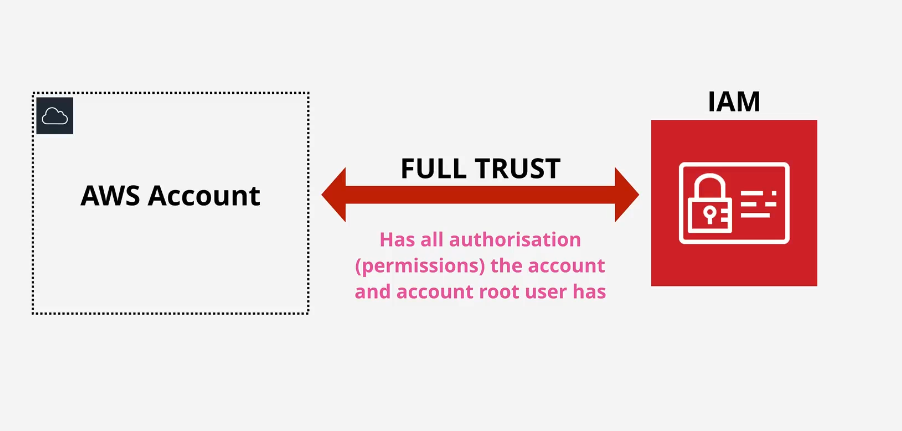 AWS Account
FULL TRUST
Has all authorisation
(permissions) the account
and account root user has
IAM